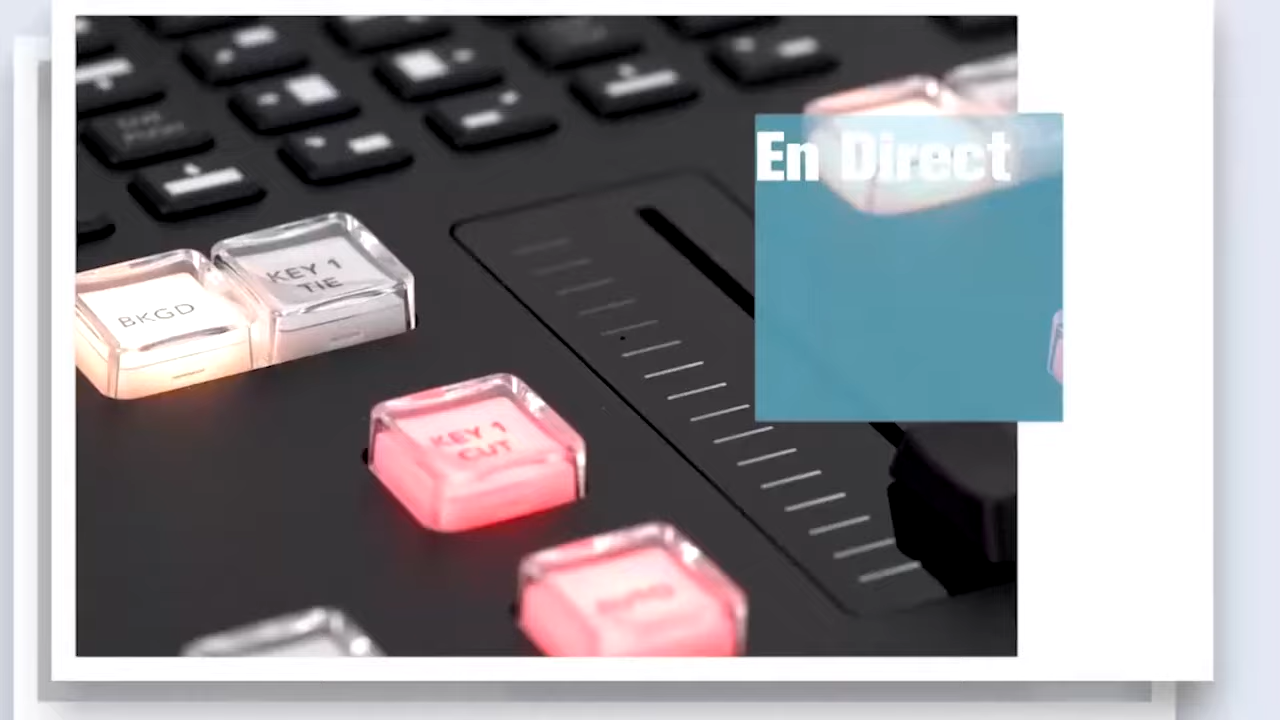 En Direct
KEY 1
TIE
BKGD
KEY 1
CUT